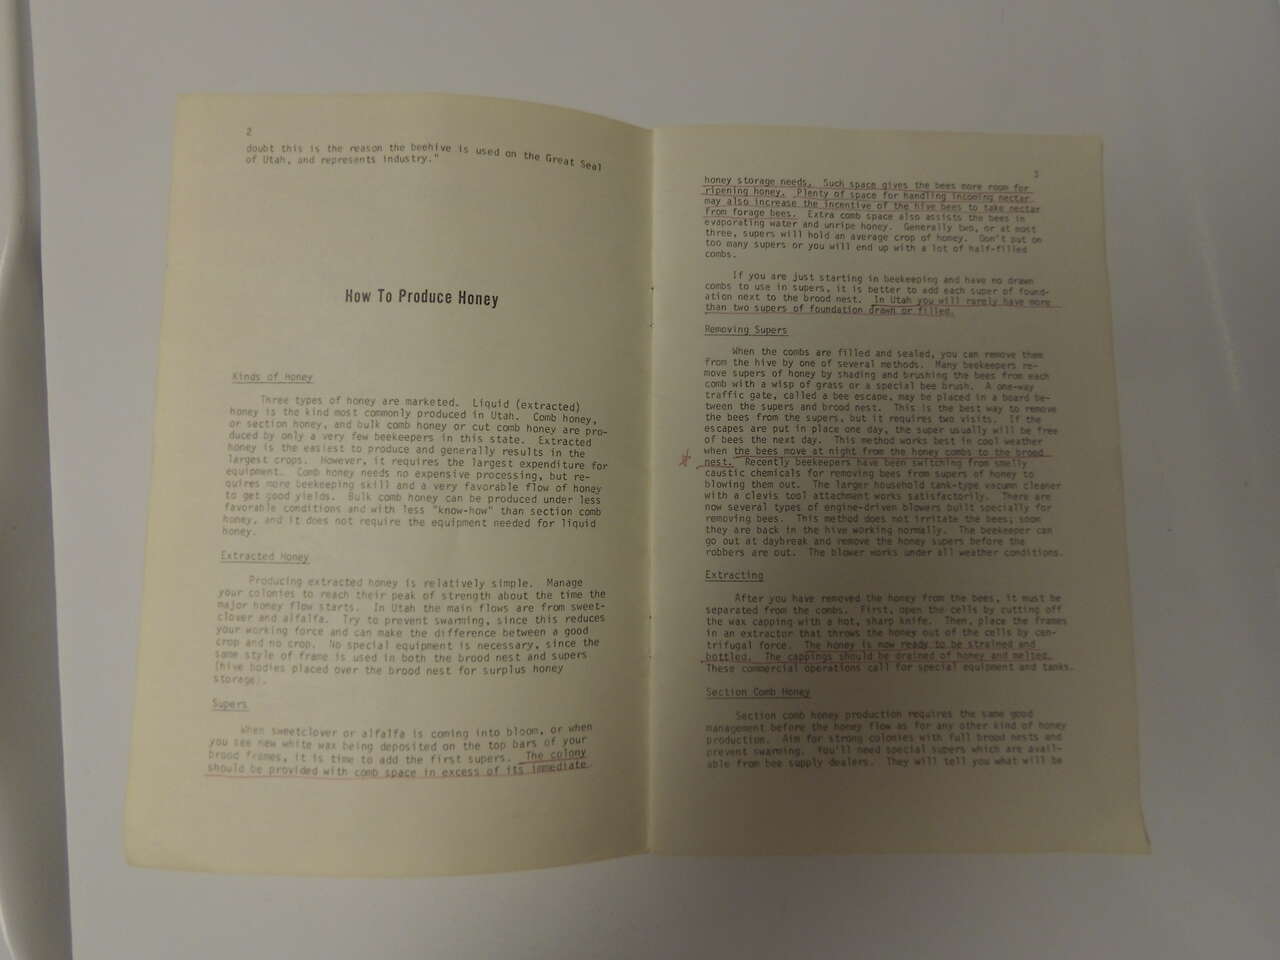 2
doubt this is the reason the beehive is used on the Great Seal
of Utah, and represents industry."
How To Produce Honey
Kinds of Honey
Three types of honey are marketed. Liquid (extracted)
honey is the kind most commonly produced in Utah. Comb honey,
or section honey, and bulk comb honey or cut comb honey are pro-
duced by only a very few beekeepers in this state. Extracted
honey is the easiest to produce and generally results in the
largest crops. However, it requires the largest expenditure for
equipment. Comb honey needs no expensive processing, but re-
quires more beekeeping skill and a very favorable flow of honey
to get good yields. Bulk comb honey can be produced under less
favorable conditions and with less "know-how" than section comb
honey, and it does not require the equipment needed for liquid
honey.
Extracted Honey
Producing extracted honey is relatively simple. Manage
your colonies to reach their peak of strength about the time the
major honey flow starts. In Utah the main flows are from sweet-
clover and alfalfa. Try to prevent swarming, since this reduces
your working force and can make the difference between a good
crop and no crop. No special equipment is necessary, since the
same style of frame is used in both the brood nest and supers
(hive bodies placed over the brood nest for surplus honey
storage).
Supers
When sweetclover or alfalfa is coming into bloom, or when
you see new white wax being deposited on the top bars of your
brood frames, it is time to add the first supers. The colony
should be provided with comb space in excess of its immediate
3
honey storage needs. Such space gives the bees more room for
ripening honey. Plenty of space for handling incoming nectar
may also increase the incentive of the hive bees to take nectar
from forage bees. Extra comb space also assists the bees in
evaporating water and unripe honey. Generally two, or at most
three, supers will hold an average crop of honey. Don't put on
too many supers or you will end up with a lot of half-filled
combs.
If you are just starting in beekeeping and have no drawn
combs to use in supers, it is better to add each super of found-
ation next to the brood nest. In Utah you will rarely have more
than two supers of foundation drawn or filled.
Removing Supers
When the combs are filled and sealed, you can remove them
from the hive by one of several methods. Many beekeepers re-
move supers of honey by shading and brushing the bees from each
comb with a wisp of grass or a special bee brush. A one-way
traffic gate, called a bee escape, may be placed in a board be-
tween the supers and brood nest. This is the best way to remove
the bees from the supers, but it requires two visits. If the
escapes are put in place one day, the super usually will be free
of bees the next day. This method works best in cool weather
when the bees move at night from the honey combs to the brood
nest. Recently beekeepers have been switching from smelly
caustic chemicals for removing bees from supers of honey to
blowing them out. The larger household tank-type vacumn cleaner
with a clevis tool attachment works satisfactorily. There are
now several types of engine-driven blowers built specially for
removing bees. This method does not irritate the bees; soon
they are back in the hive working normally. The beekeeper can
go out at daybreak and remove the honey supers before the
robbers are out. The blower works under all weather conditions.
Extracting
After you have removed the honey from the bees, it must be
separated from the combs. First, open the cells by cutting off
the wax capping with a hot, sharp knife. Then, place the frames
in an extractor that throws the honey out of the cells by cen-
trifugal force. The honey is now ready to be strained and
bottled. The cappings should be drained of honey and melted.
These commercial operations call for special equipment and tanks.
Section Comb Honey
Section comb honey production requires the same good
management before the honey flow as for any other kind of honey
production. Aim for strong colonies with full brood nests and
prevent swarming. You'll need special supers which are avail-
able from bee supply dealers. They will tell you what will be